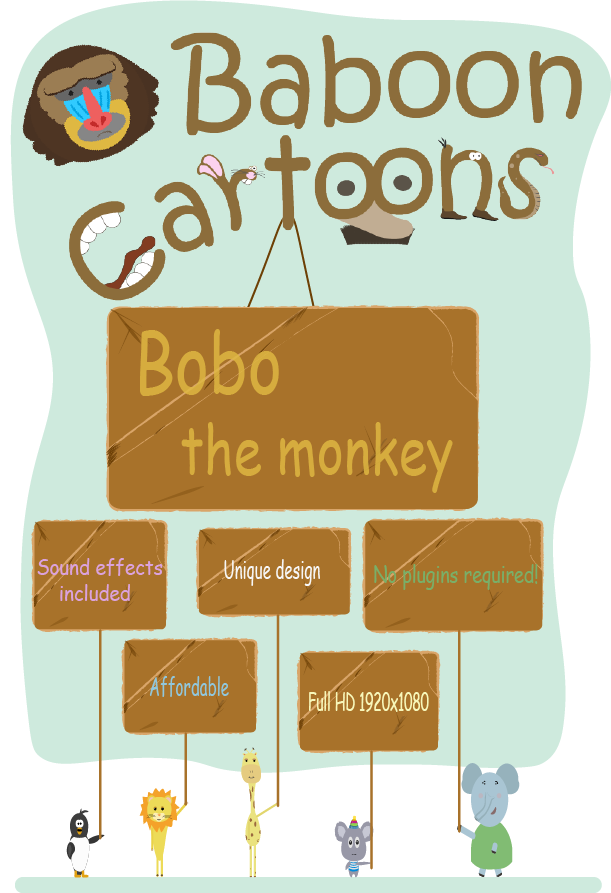 Baboon
Cartoons
Bobo
the monkey
Sound effects
included
Unique design
No plugins required!
Affordable
Full HD 1920x1080